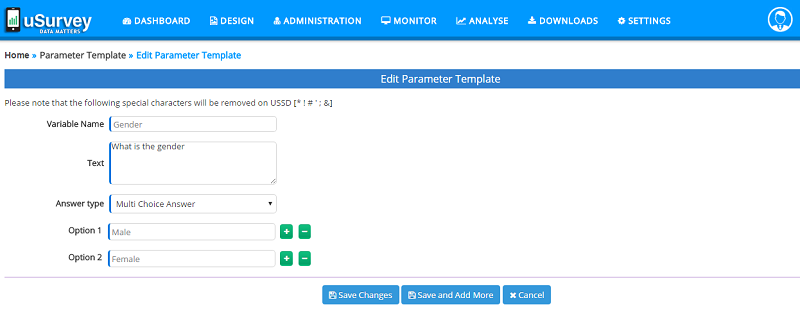 uSurvey
DATA MATTERS
DASHBOARD DESIGN ADMINISTRATION MONITOR ANALYSE DOWNLOADS SETTINGS
Home » Parameter Template » Edit Parameter Template
Edit Parameter Template
Please note that the following special characters will be removed on USSD [* ! # ' ; &]
Variable Name Gender
Text What is the gender
Answer type Multi Choice Answer
Option 1 Male
Option 2 Female
Save Changes Save and Add More Cancel